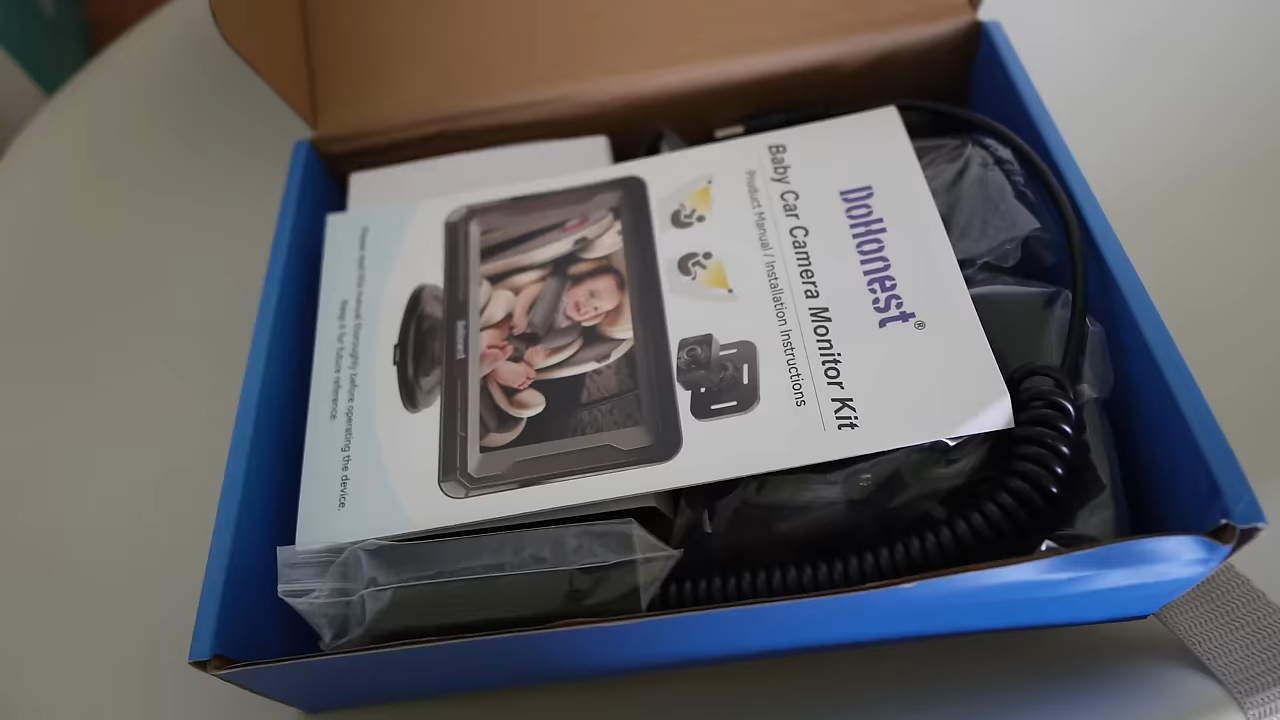 DoHonest®
Baby Car Camera Monitor Kit
Product Manual / Installation Instructions
DoHonest
Please read this manual thoroughly before operating the device.
Keep it for future reference.